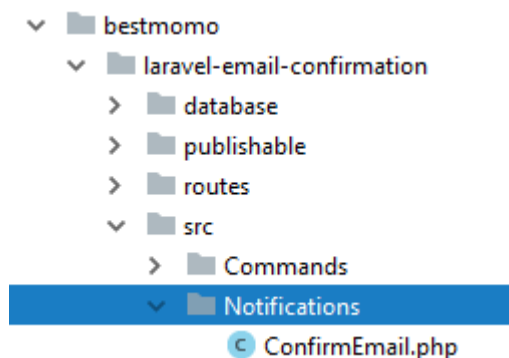 bestmomo
laravel-email-confirmation
database
publishable
routes
src
Commands
Notifications
C ConfirmEmail.php